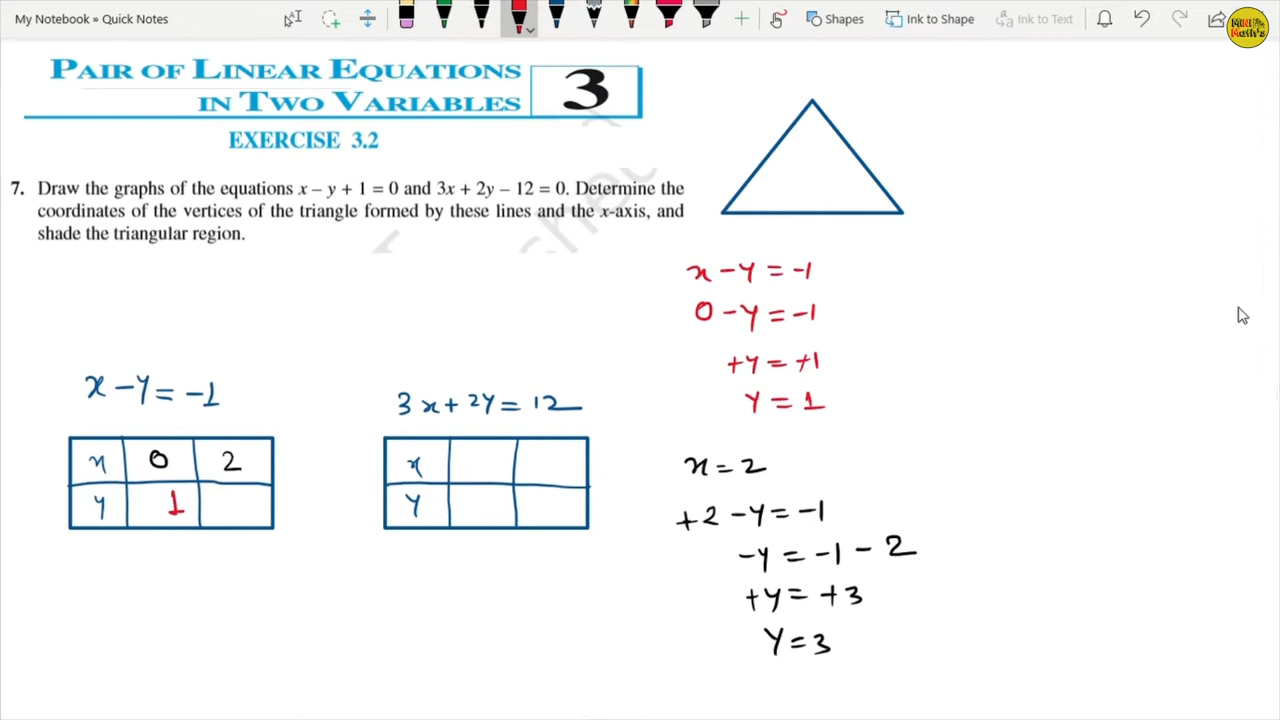 My Notebook » Quick Notes
Shapes
Ink to Shape
Ink to Text
MINI
Math's
PAIR OF LINEAR EQUATIONS
IN TWO VARIABLES
3
EXERCISE 3.2
7. Draw the graphs of the equations x – y + 1 = 0 and 3x + 2y – 12 = 0. Determine the
coordinates of the vertices of the triangle formed by these lines and the x-axis, and
shade the triangular region.
x - y = -1
0 - y = -1
+y = +1
y = 1
x - y = -1
x 0 2
y 1
3x + 2y = 12
x
y
x = 2
+2 - y = -1
-y = -1 - 2
+y = +3
y = 3